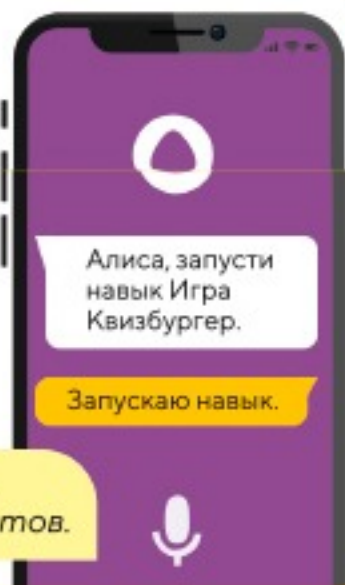 Алиса, запусти
навык Игра
Квизбургер.
Запускаю навык.
тов.